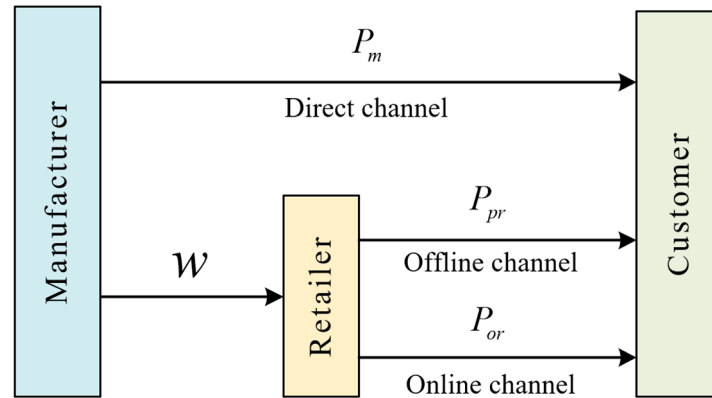 Manufacturer
P_m
Direct channel
w
Retailer
P_pr
Offline channel
P_or
Online channel
Customer